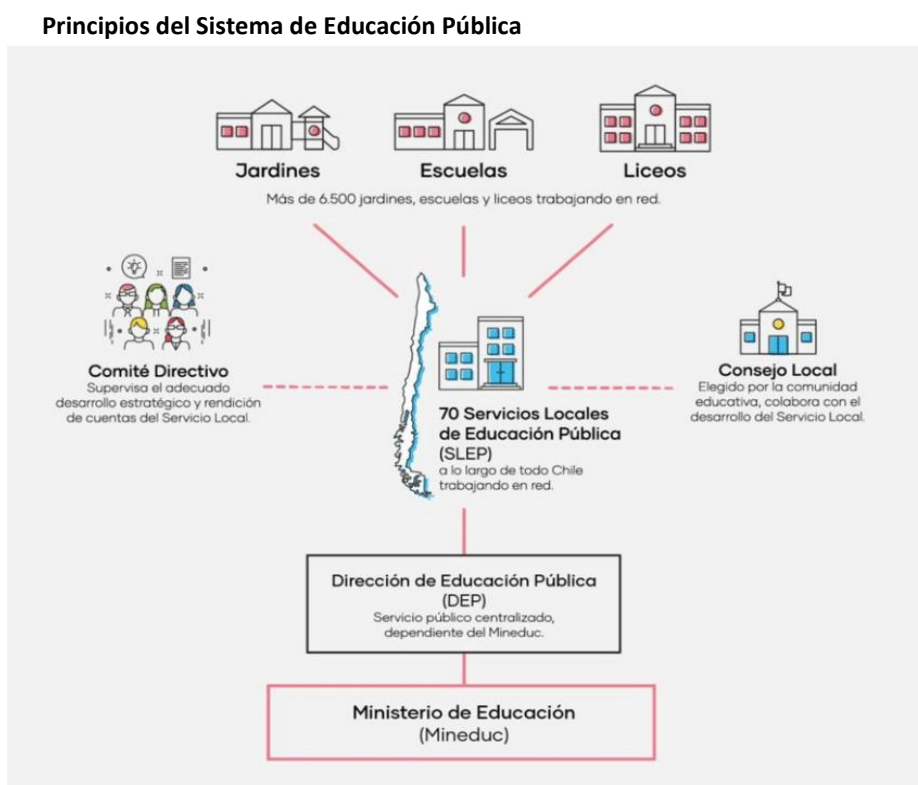 Principios del Sistema de Educación Pública
Jardines
Escuelas
Liceos
Más de 6.500 jardines, escuelas y liceos trabajando en red.
Comité Directivo
Supervisa el adecuado
desarrollo estratégico y rendición
de cuentas del Servicio Local.
70 Servicios Locales
de Educación Pública
(SLEP)
a lo largo de todo Chile
trabajando en red.
Consejo Local
Elegido por la comunidad
educativa, colabora con el
desarrollo del Servicio Local.
Dirección de Educación Pública
(DEP)
Servicio público centralizado,
dependiente del Mineduc.
Ministerio de Educación
(Mineduc)